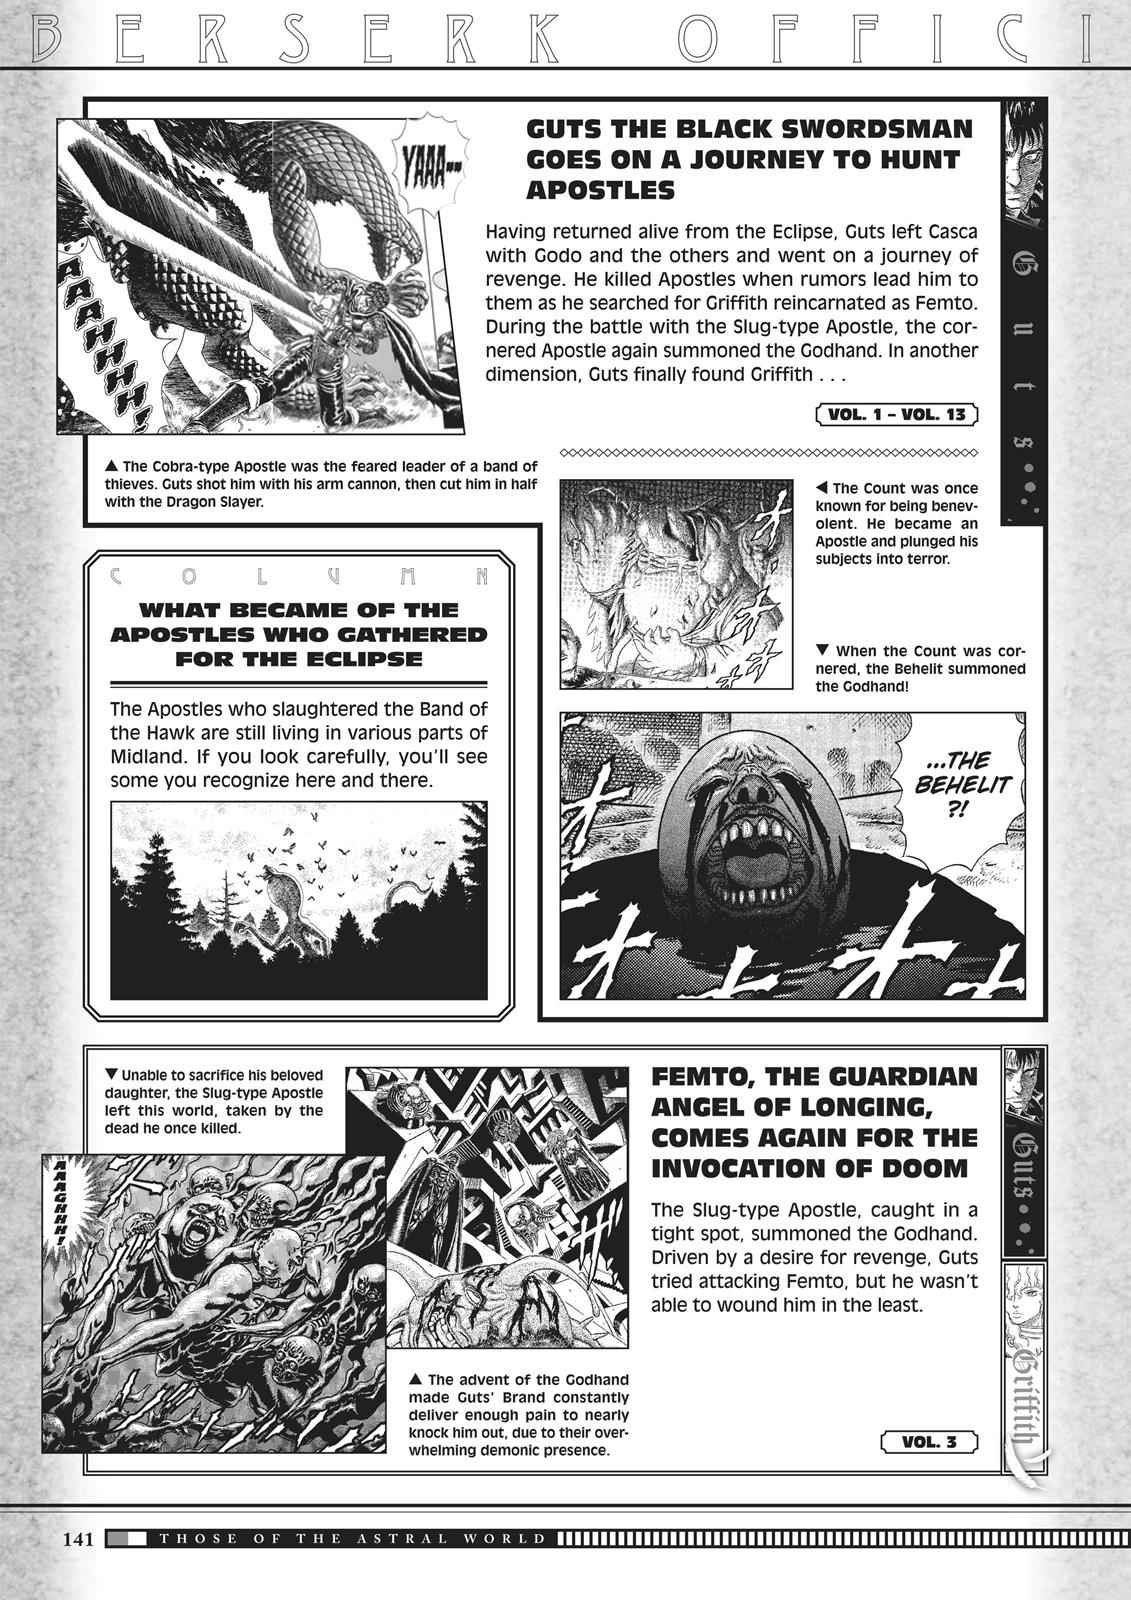 BERSERK OFFICI
GUTS THE BLACK SWORDSMAN
GOES ON A JOURNEY TO HUNT
APOSTLES
Having returned alive from the Eclipse, Guts left Casca
with Godo and the others and went on a journey of
revenge. He killed Apostles when rumors lead him to
them as he searched for Griffith reincarnated as Femto.
During the battle with the Slug-type Apostle, the cor-
nered Apostle again summoned the Godhand. In another
dimension, Guts finally found Griffith . . .
VOL. 1 – VOL. 13
Guts
YAAA--
AAAHHHH!
▲ The Cobra-type Apostle was the feared leader of a band of
thieves. Guts shot him with his arm cannon, then cut him in half
with the Dragon Slayer.
◀ The Count was once
known for being benev-
olent. He became an
Apostle and plunged his
subjects into terror.
▼ When the Count was cor-
nered, the Behelit summoned
the Godhand!
...THE
BEHELIT
?!
COLUMN
WHAT BECAME OF THE
APOSTLES WHO GATHERED
FOR THE ECLIPSE
The Apostles who slaughtered the Band of
the Hawk are still living in various parts of
Midland. If you look carefully, you'll see
some you recognize here and there.
▼ Unable to sacrifice his beloved
daughter, the Slug-type Apostle
left this world, taken by the
dead he once killed.
AAAGHHH!
▲ The advent of the Godhand
made Guts' Brand constantly
deliver enough pain to nearly
knock him out, due to their over-
whelming demonic presence.
FEMTO, THE GUARDIAN
ANGEL OF LONGING,
COMES AGAIN FOR THE
INVOCATION OF DOOM
The Slug-type Apostle, caught in a
tight spot, summoned the Godhand.
Driven by a desire for revenge, Guts
tried attacking Femto, but he wasn't
able to wound him in the least.
VOL. 3
Guts
Griffith
141 THOSE OF THE ASTRAL WORLD